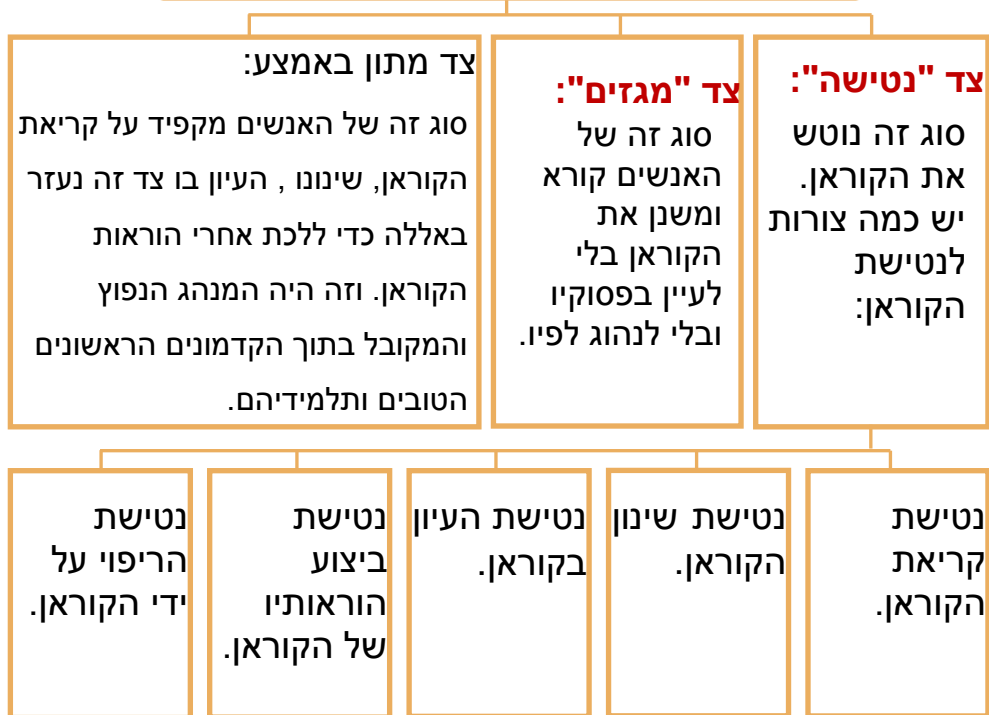 צד "נטישה":
סוג זה נוטש
את הקוראן.
יש כמה צורות
לנטישת
הקוראן:
צד "מגזים":
סוג זה של
האנשים קורא
ומשנן את
הקוראן בלי
לעיין בפסוקיו
ובלי לנהוג לפיו.
צד מתון באמצע:
סוג זה של האנשים מקפיד על קריאת
הקוראן, שינונו , העיון בו צד זה נעזר
באללה כדי ללכת אחרי הוראות
הקוראן. וזה היה המנהג הנפוץ
והמקובל בתוך הקדמונים הראשונים
הטובים ותלמידיהם.
נטישת
קריאת
הקוראן.
נטישת שינון
הקוראן.
נטישת העיון
בקוראן.
נטישת
ביצוע
הוראותיו
של הקוראן.
נטישת
הריפוי על
ידי הקוראן.